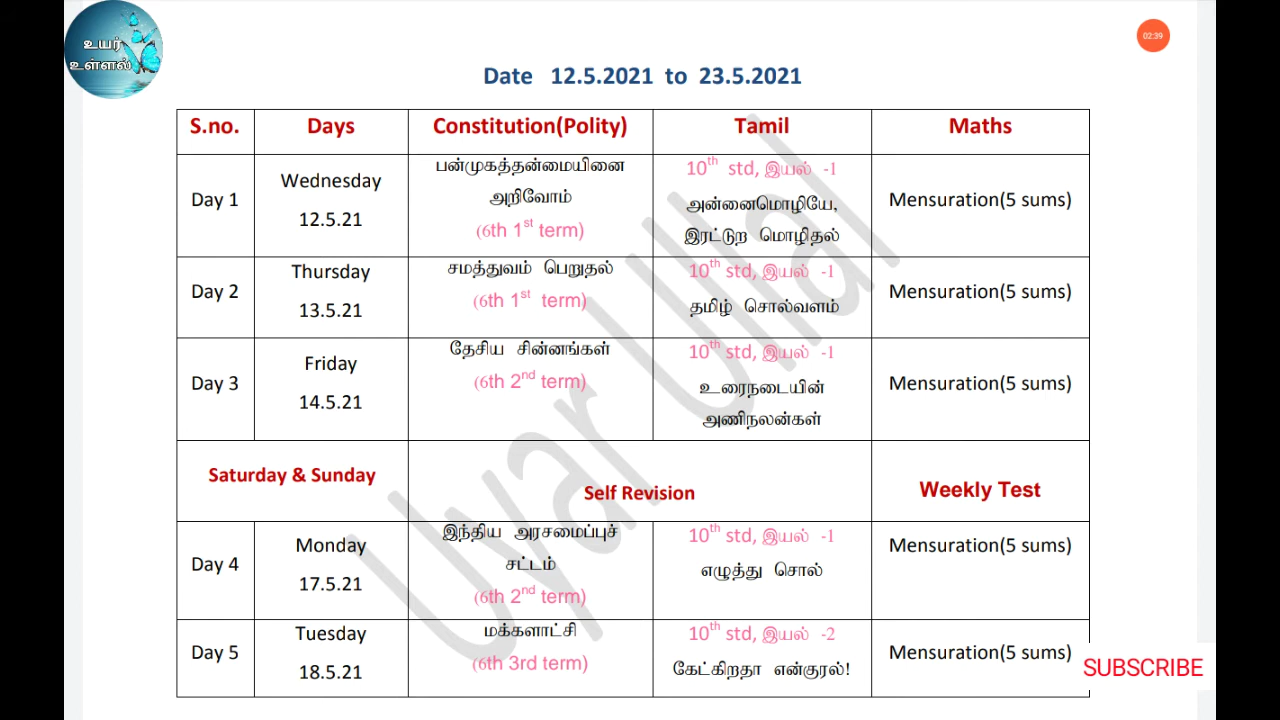 உயர்
உள்ளல்
02:39
Date 12.5.2021 to 23.5.2021
S.no. Days Constitution(Polity) Tamil Maths
Day 1
Wednesday
12.5.21
பன்முகத்தன்மையினை
அறிவோம்
(6th 1st term)
10th std, இயல் -1
அன்னைமொழியே,
இரட்டுற மொழிதல்
Mensuration(5 sums)
Day 2
Thursday
13.5.21
சமத்துவம் பெறுதல்
(6th 1st term)
10th std, இயல் -1
தமிழ் சொல்வளம்
Mensuration(5 sums)
Day 3
Friday
14.5.21
தேசிய சின்னங்கள்
(6th 2nd term)
10th std, இயல் -1
உரைநடையின்
அணிநலன்கள்
Mensuration(5 sums)
Saturday & Sunday
Self Revision
Weekly Test
Day 4
Monday
17.5.21
இந்திய அரசமைப்புச்
சட்டம்
(6th 2nd term)
10th std, இயல் -1
எழுத்து சொல்
Mensuration(5 sums)
Day 5
Tuesday
18.5.21
மக்களாட்சி
(6th 3rd term)
10th std, இயல் -2
கேட்கிறதா என்குரல்!
Mensuration(5 sums)
SUBSCRIBE
Uyar Ullal